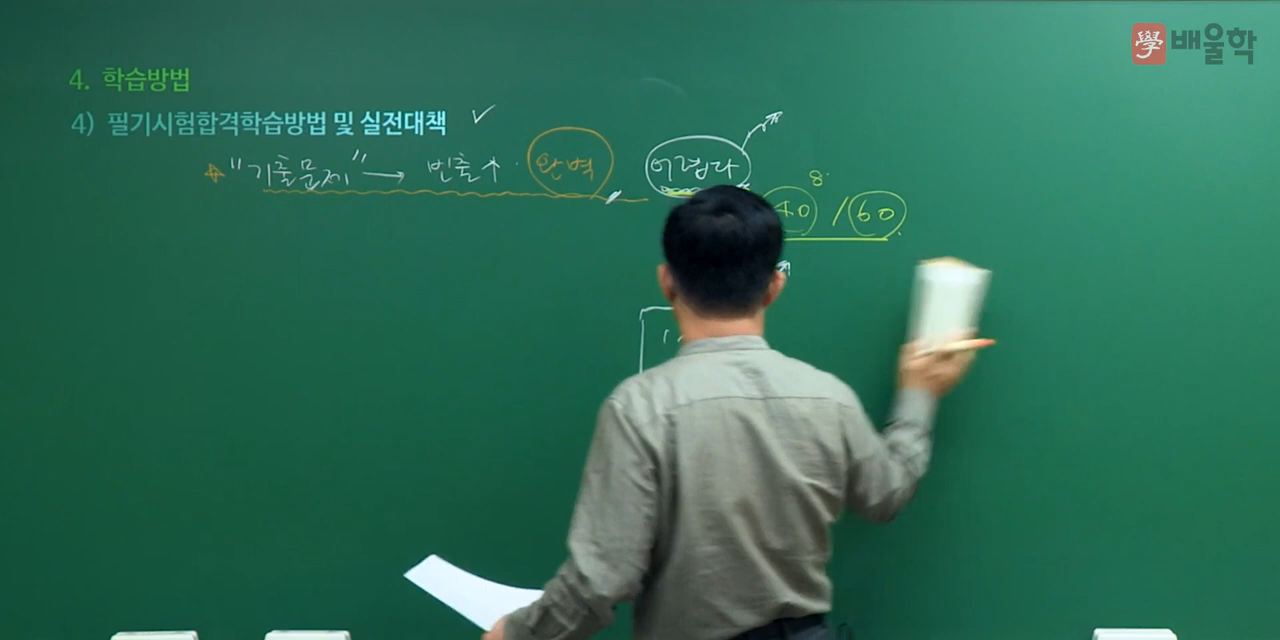 學 배울학
4. 학습방법
4) 필기시험합격학습방법 및 실전대책 ✓
"기출문제" → 빈출↑ 완벽 어렵다
8
40 / 60